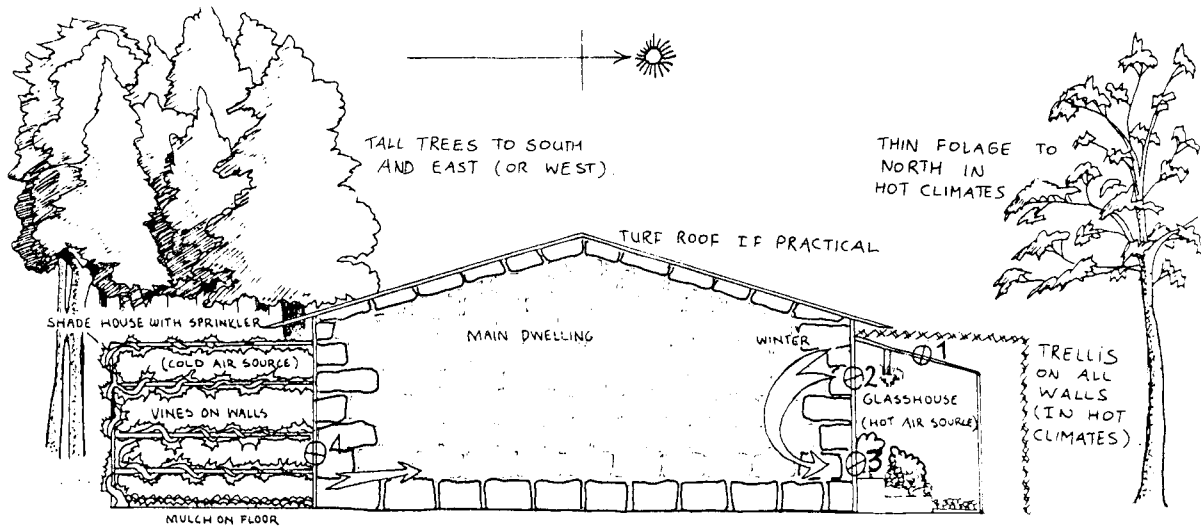 TALL TREES TO SOUTH
AND EAST (OR WEST).
THIN FOLAGE TO
NORTH IN
HOT CLIMATES
TURF ROOF IF PRACTICAL
SHADE HOUSE WITH SPRINKLER
(COLD AIR SOURCE)
VINES ON WALLS
MULCH ON FLOOR
4
MAIN DWELLING
WINTER
1
2
GLASSHOUSE
(HOT AIR SOURCE)
3
TRELLIS
ON ALL
WALLS
(IN HOT
CLIMATES)